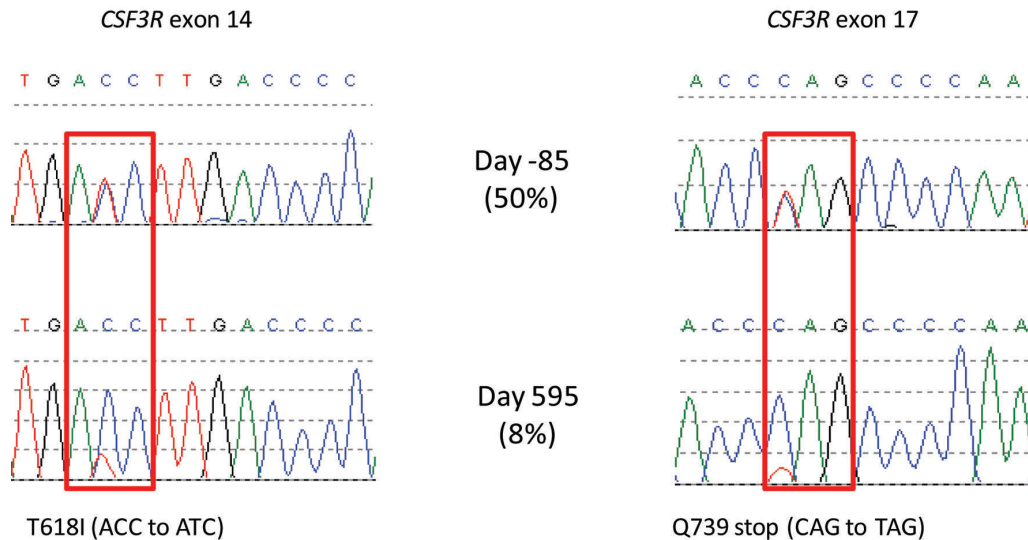 CSF3R exon 14
CSF3R exon 17
T G A C C T T G A C C C C
A C C C A G C C C C A A
Day -85
(50%)
T G A C C T T G A C C C C
A C C C A G C C C C A A
Day 595
(8%)
T618I (ACC to ATC)
Q739 stop (CAG to TAG)